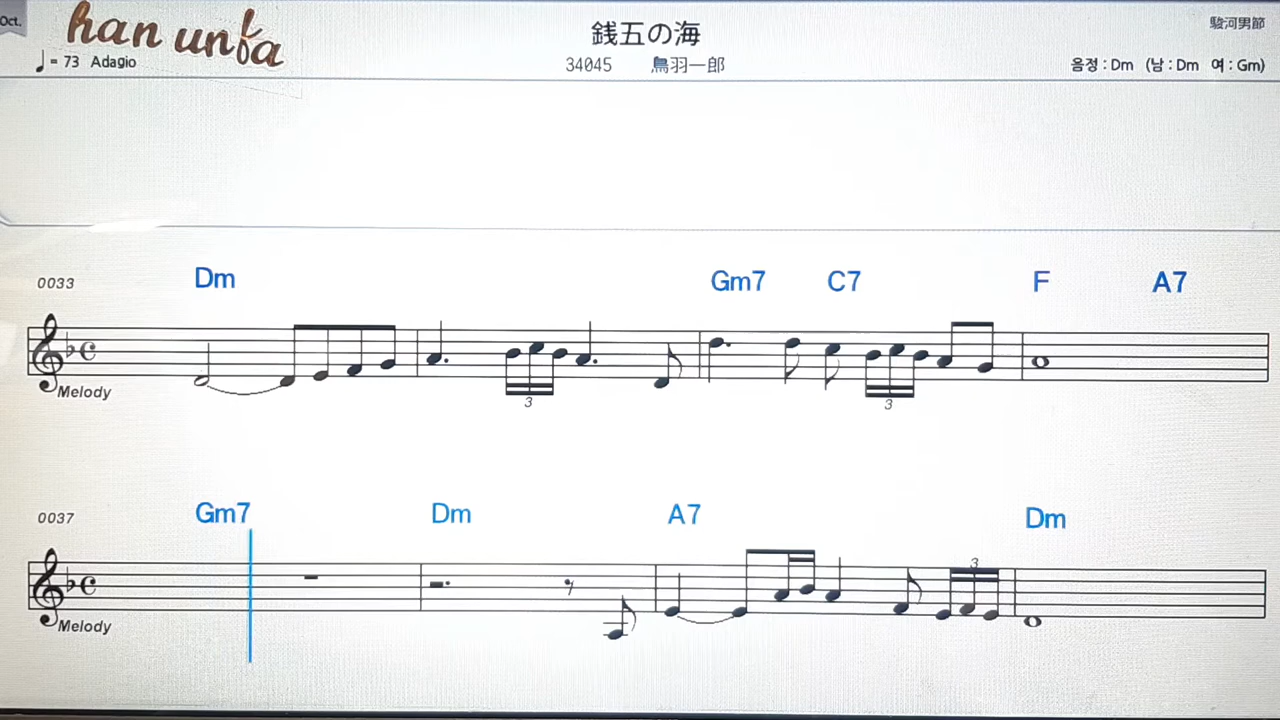 Oct.
han unfa
銭五の海
駿河男節
♩= 73 Adagio
34045 鳥羽一郎
음정 : Dm (남 : Dm 여 : Gm)
0033 Dm Gm7 C7 F A7
Melody
3 3
0037 Gm7 Dm A7 Dm
3
Melody